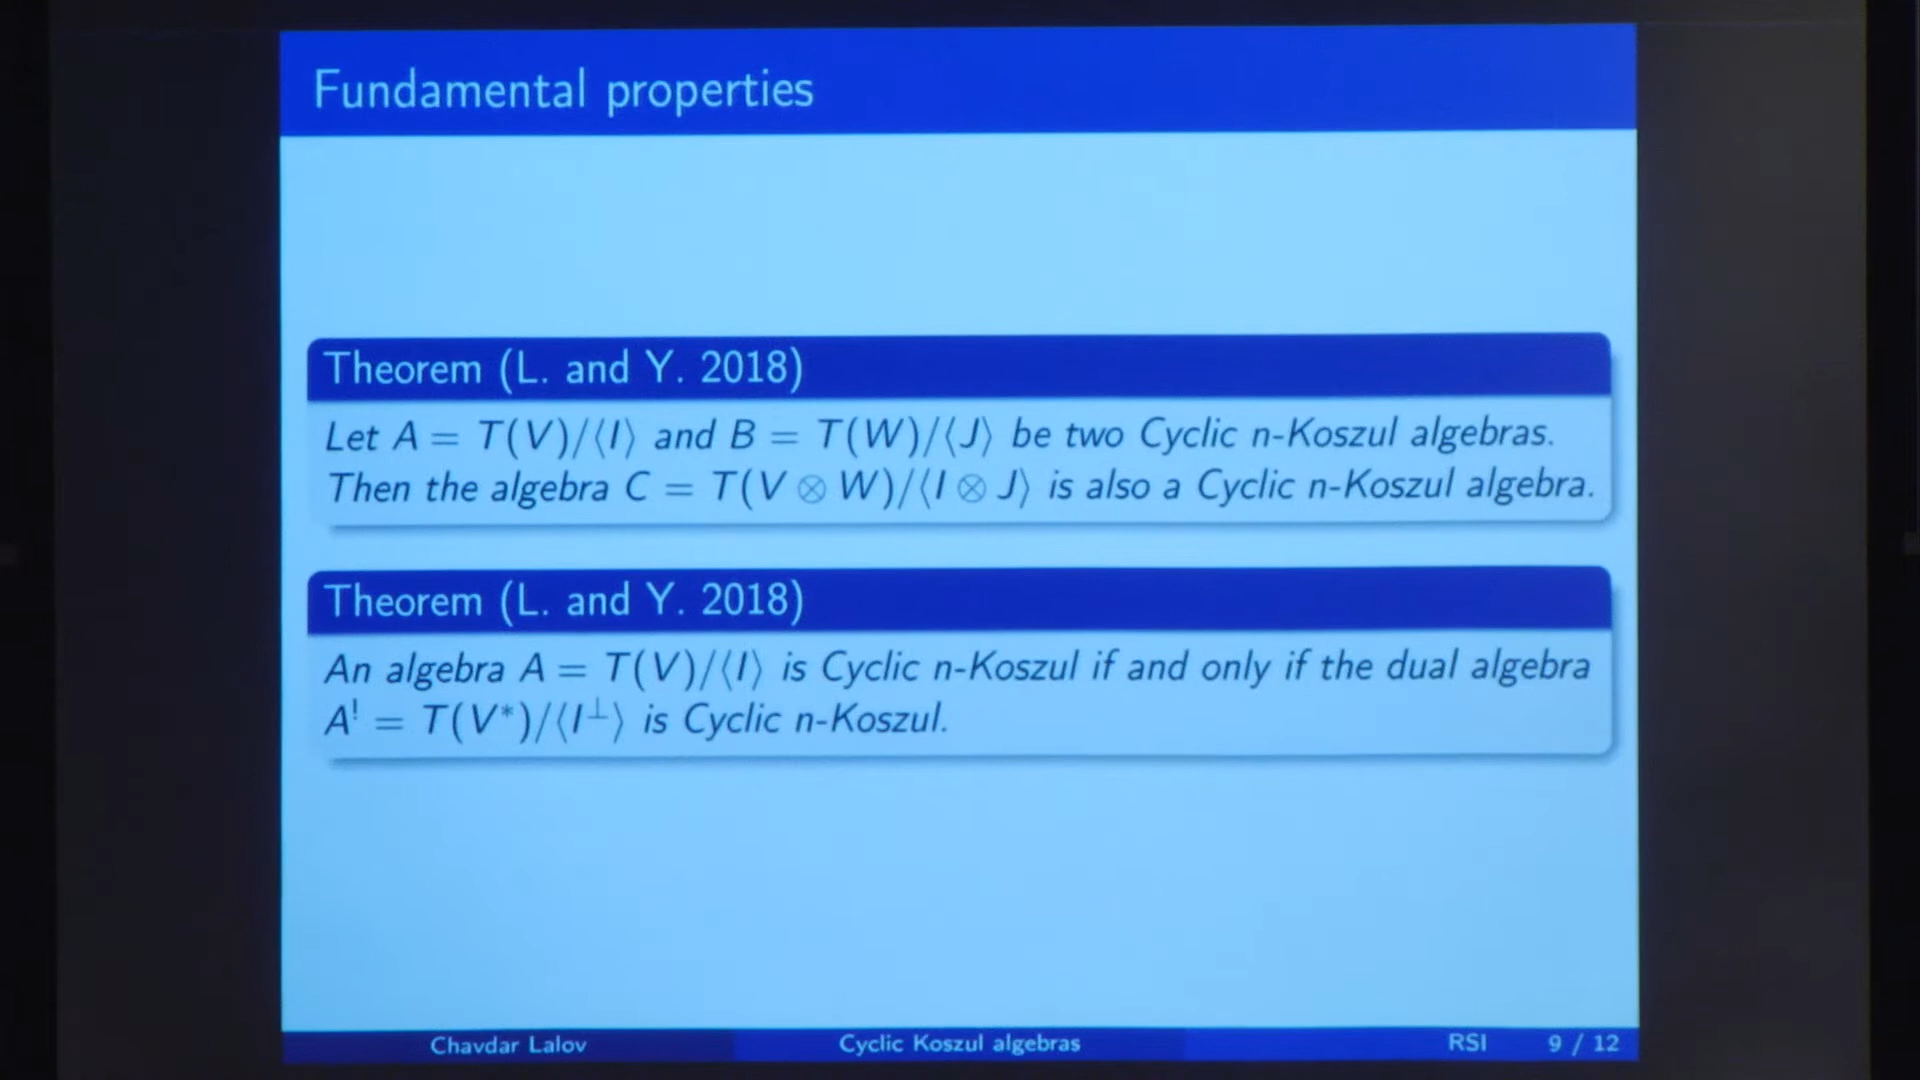 Fundamental properties
Theorem (L. and Y. 2018)
Let A = T(V)/⟨I⟩ and B = T(W)/⟨J⟩ be two Cyclic n-Koszul algebras.
Then the algebra C = T(V ⊗ W)/⟨I ⊗ J⟩ is also a Cyclic n-Koszul algebra.
Theorem (L. and Y. 2018)
An algebra A = T(V)/⟨I⟩ is Cyclic n-Koszul if and only if the dual algebra
A^! = T(V*)/⟨I^⊥⟩ is Cyclic n-Koszul.
Chavdar Lalov Cyclic Koszul algebras RSI 9 / 12